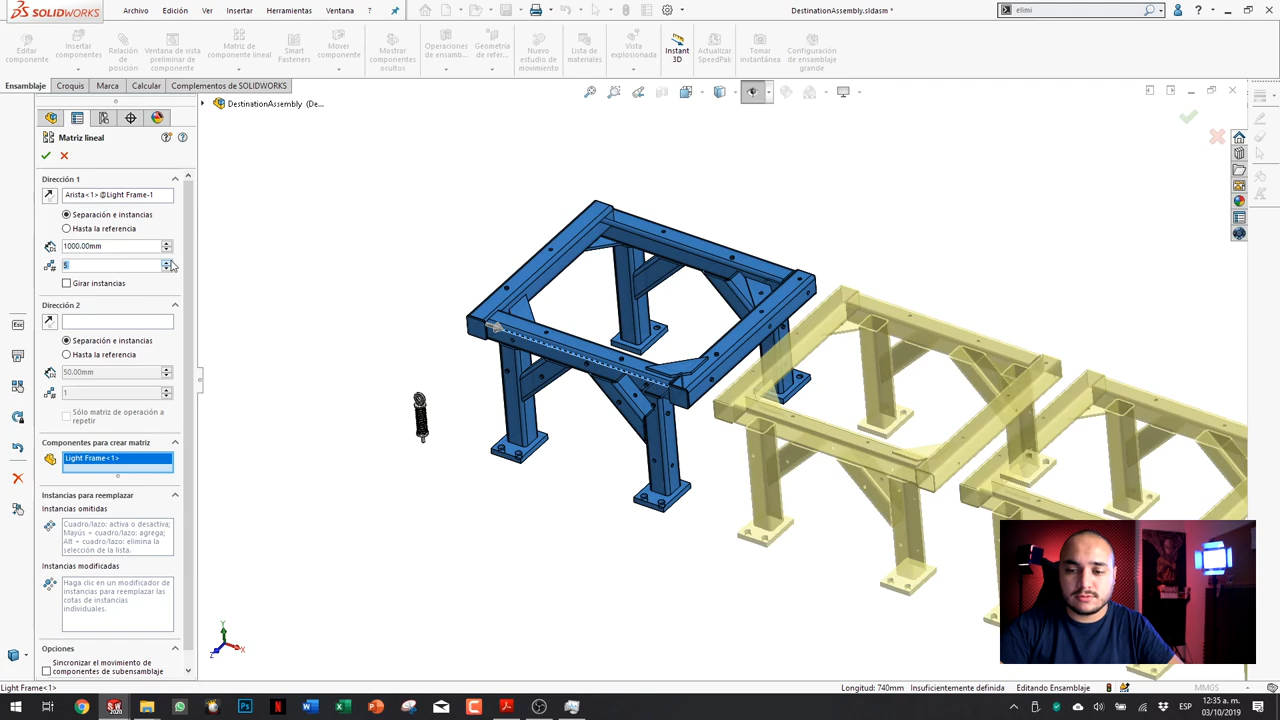 SOLIDWORKS
Archivo
Edición
Ver
Insertar
Herramientas
Ventana
?
DestinationAssembly.sldasm *
elimi
Editar componente
Insertar componentes
Relación de posición
Ventana de vista preliminar de componente
Matriz de componente lineal
Smart Fasteners
Mover componente
Mostrar componentes ocultos
Operaciones de ensamb...
Geometría de refer...
Nuevo estudio de movimiento
Lista de materiales
Vista explosionada
Instant 3D
Actualizar SpeedPak
Tomar instantánea
Configuración de ensamblaje grande
Ensamblaje
Croquis
Marca
Calcular
Complementos de SOLIDWORKS
DestinationAssembly (De...
Matriz lineal
Dirección 1
Arista<1>@Light Frame-1
Separación e instancias
Hasta la referencia
1000.00mm
5
Girar instancias
Dirección 2
Separación e instancias
Hasta la referencia
50.00mm
1
Sólo matriz de operación a
repetir
Componentes para crear matriz
Light Frame<1>
Instancias para reemplazar
Instancias omitidas
Cuadro/lazo: activa o desactiva;
Mayús + cuadro/lazo: agrega;
Alt + cuadro/lazo: elimina la
selección de la lista.
Instancias modificadas
Haga clic en un modificador de
instancias para reemplazar las
cotas de instancias
individuales.
Opciones
Sincronizar el movimiento de
componentes de subensamblaje
Esc
Y
X
Z
Light Frame<1>
Longitud: 740mm
Insuficientemente definida
Editando Ensamblaje
MMGS
ESP
12:35 a. m.
03/10/2019